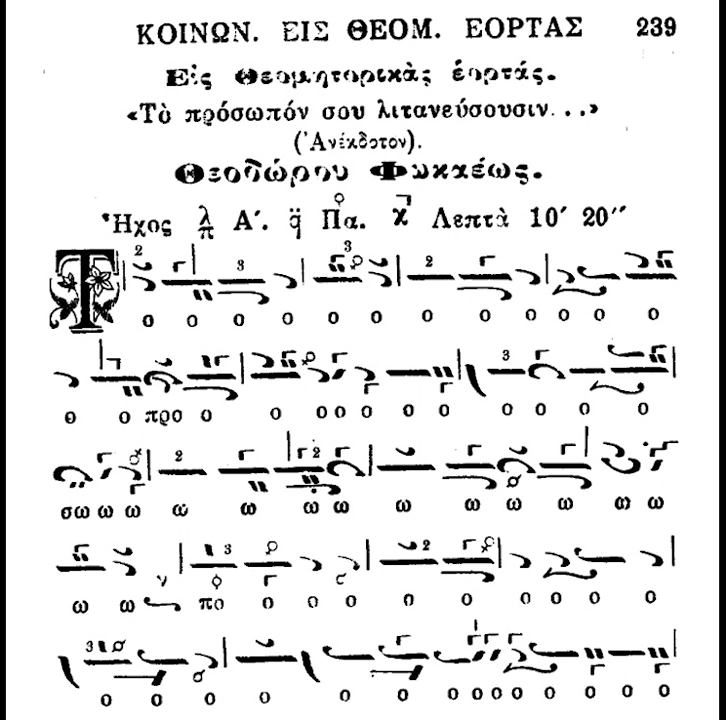 ΚΟΙΝΩΝ. ΕΙΣ ΘΕΟΜ. ΕΟΡΤΑΣ 239
Εἰς Θεομητορικὰς ἑορτάς.
«Τὸ πρόσωπόν σου λιτανεύσουσιν...»
(Ἀνέκδοτον).
Θεοδώρου Φωκαέως.
Ἦχος λ π Α΄. q̈ Πα. Λεπτὰ 10΄ 20΄΄
Τ ο ο ο ο ο ο ο ο ο ο ο ο
ο ο προ ο ο ο ο ο ο ο ο ο ο ο
σω ω ω ω ω ω ω ω ω ω ω ω ω
ω ω ν πο ο ο ο ο ο ο ο ο ο
ο ο ο ο ο ο ο ο ο ο ο ο ο